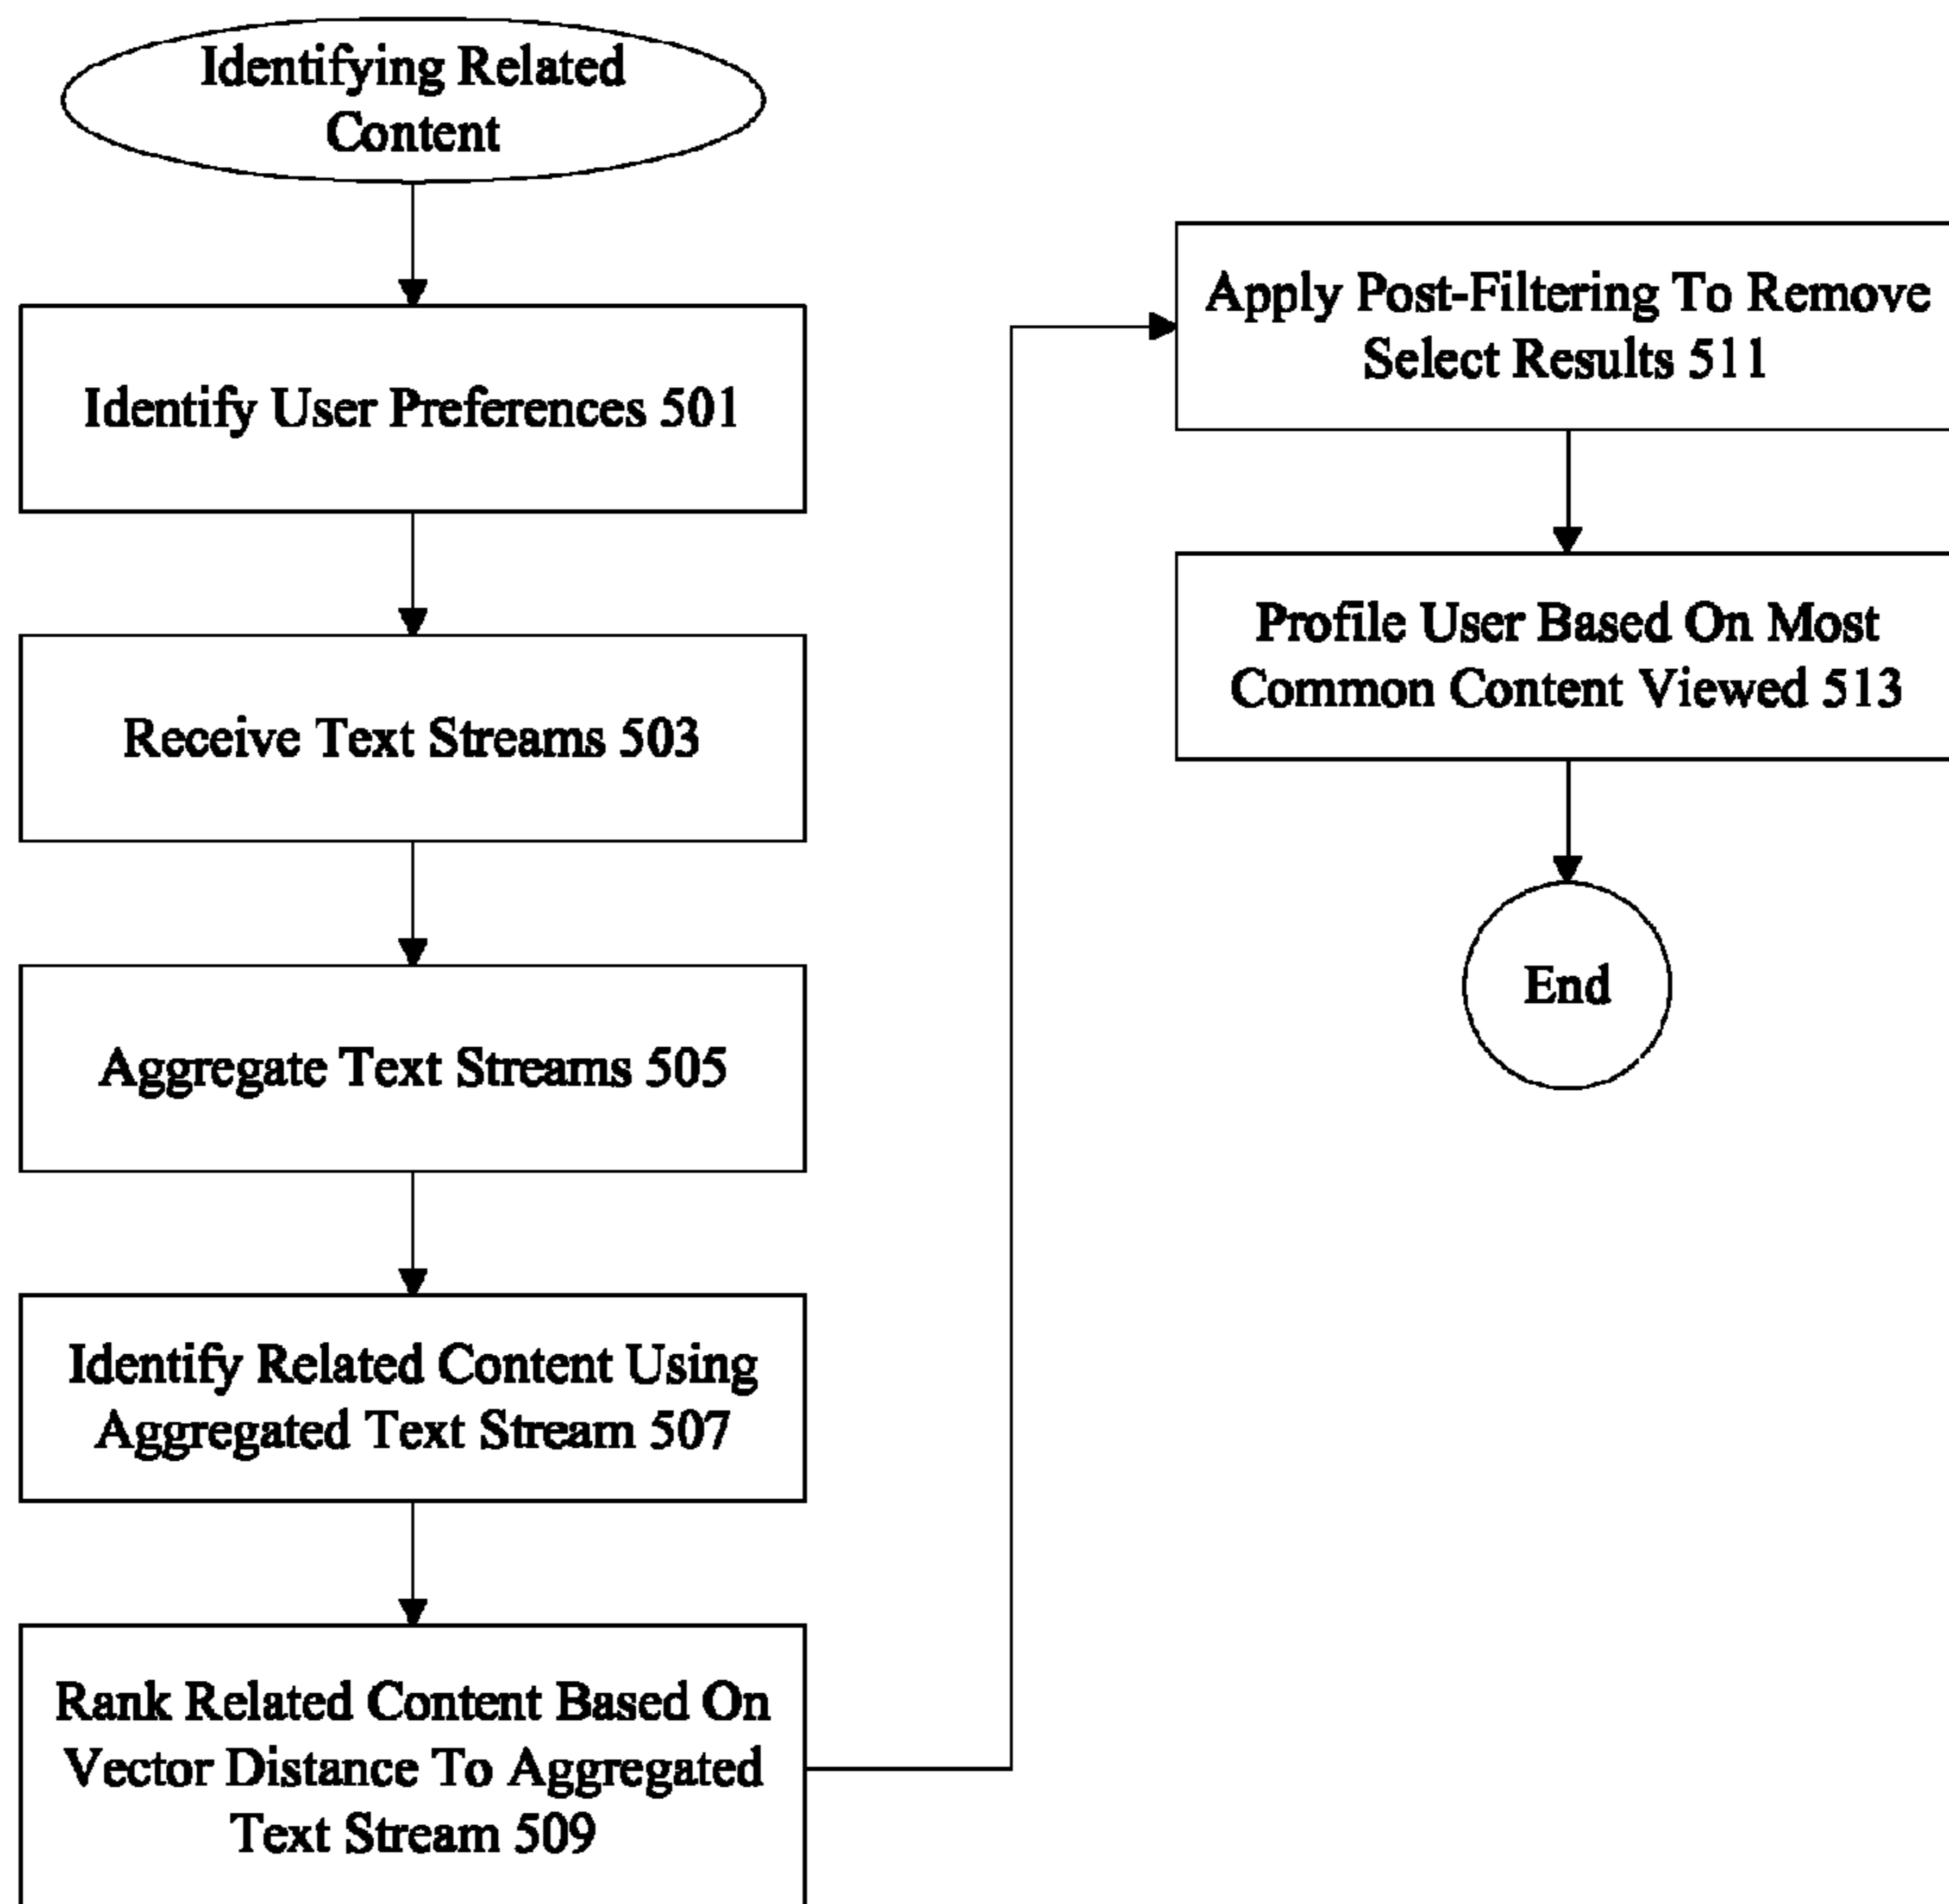 Identifying Related
Content
Identify User Preferences 501
Receive Text Streams 503
Aggregate Text Streams 505
Identify Related Content Using
Aggregated Text Stream 507
Rank Related Content Based On
Vector Distance To Aggregated
Text Stream 509
Apply Post-Filtering To Remove
Select Results 511
Profile User Based On Most
Common Content Viewed 513
End